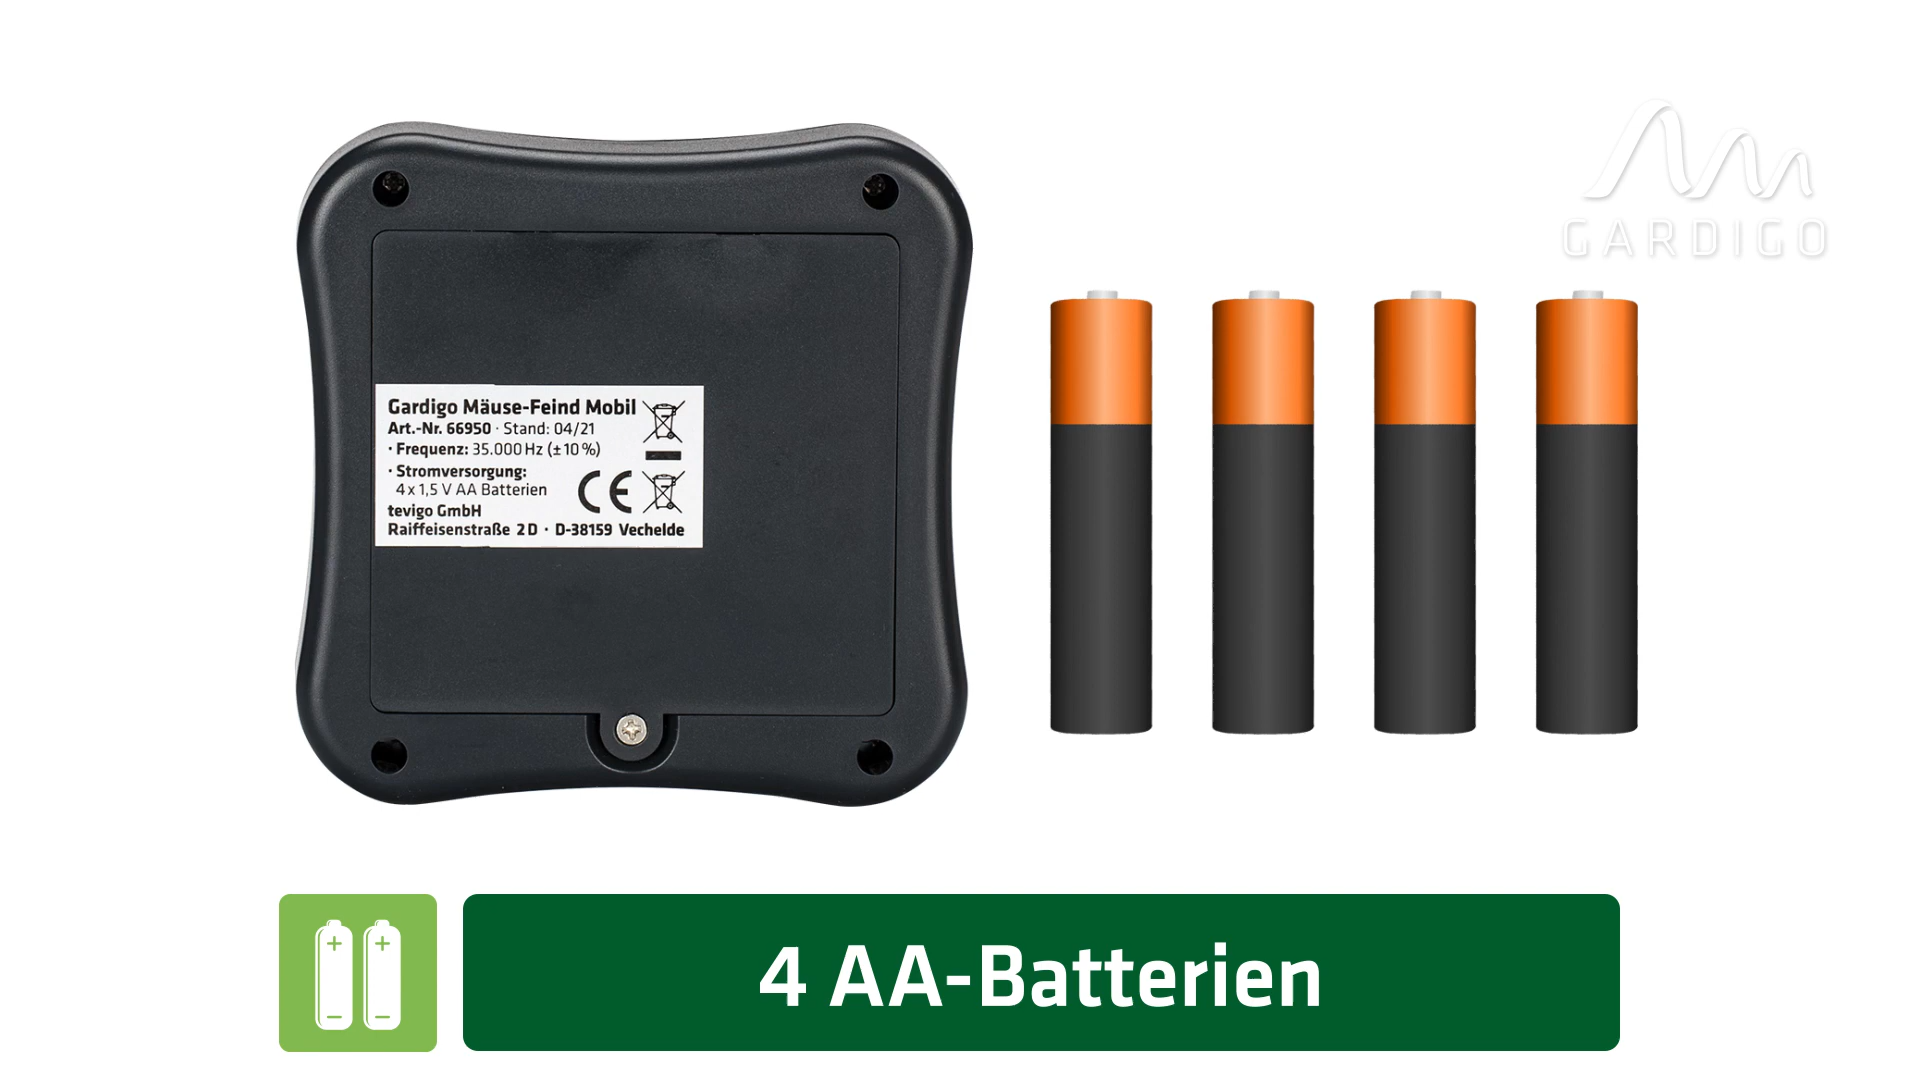 GARDIGO
Gardigo Mäuse-Feind Mobil
Art.-Nr. 66950 · Stand: 04/21
· Frequenz: 35.000 Hz (±10 %)
· Stromversorgung:
4 x 1,5 V AA Batterien
CE
tevigo GmbH
Raiffeisenstraße 2 D · D-38159 Vechelde
4 AA-Batterien